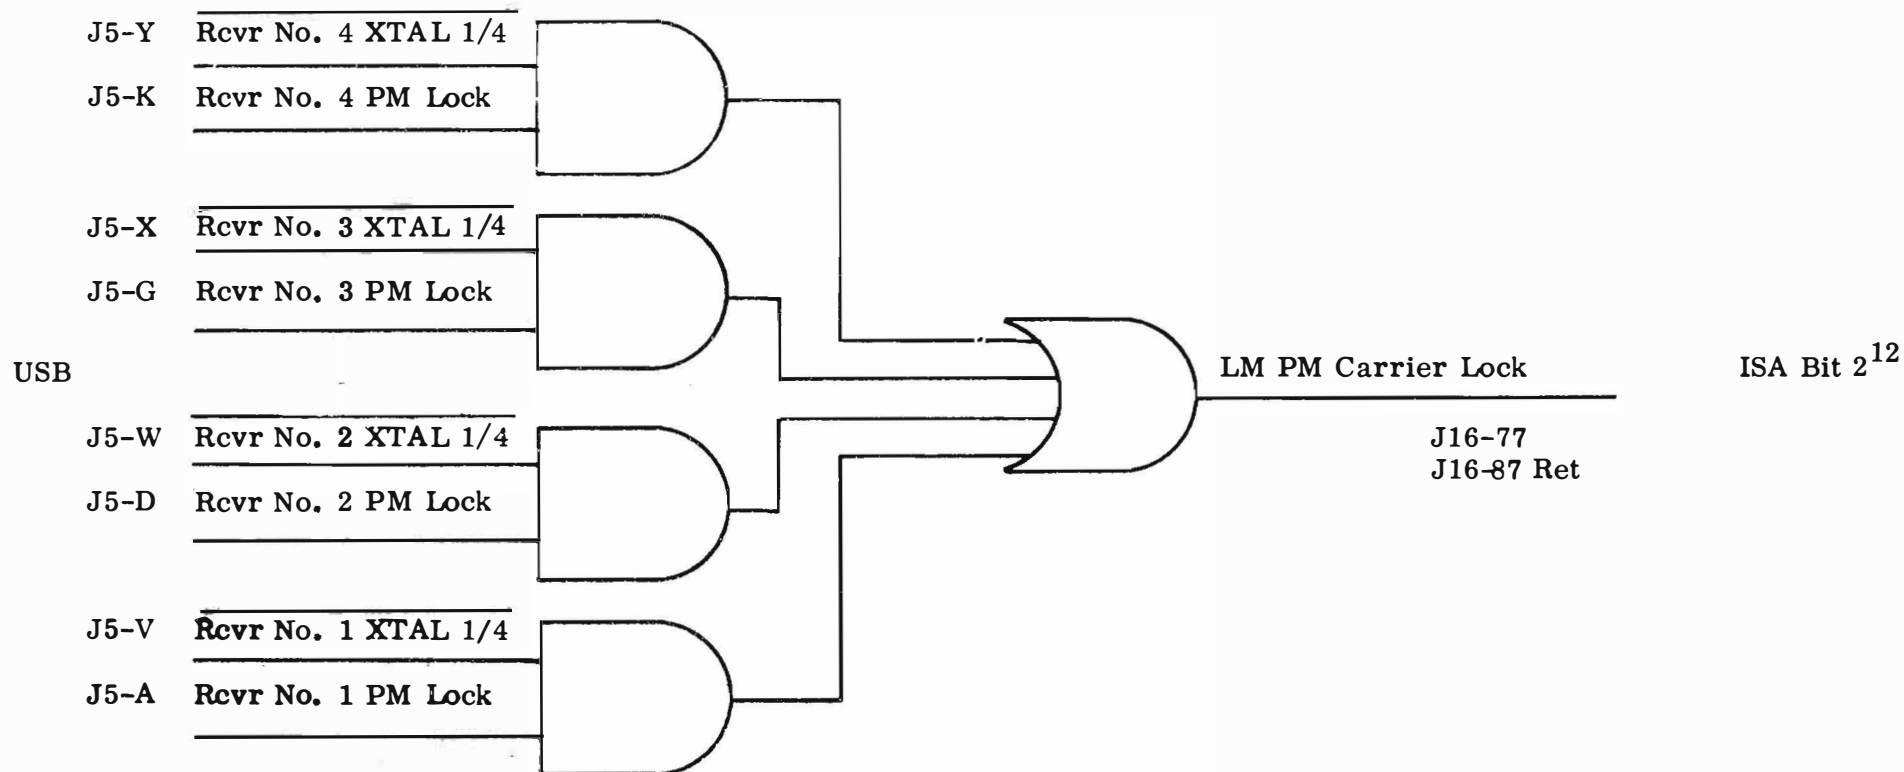 J5-Y Rcvr No. 4 XTAL 1/4
J5-K Rcvr No. 4 PM Lock
J5-X Rcvr No. 3 XTAL 1/4
J5-G Rcvr No. 3 PM Lock
USB
LM PM Carrier Lock
ISA Bit 2^12
J5-W Rcvr No. 2 XTAL 1/4
J16-77
J16-87 Ret
J5-D Rcvr No. 2 PM Lock
J5-V Rcvr No. 1 XTAL 1/4
J5-A Rcvr No. 1 PM Lock